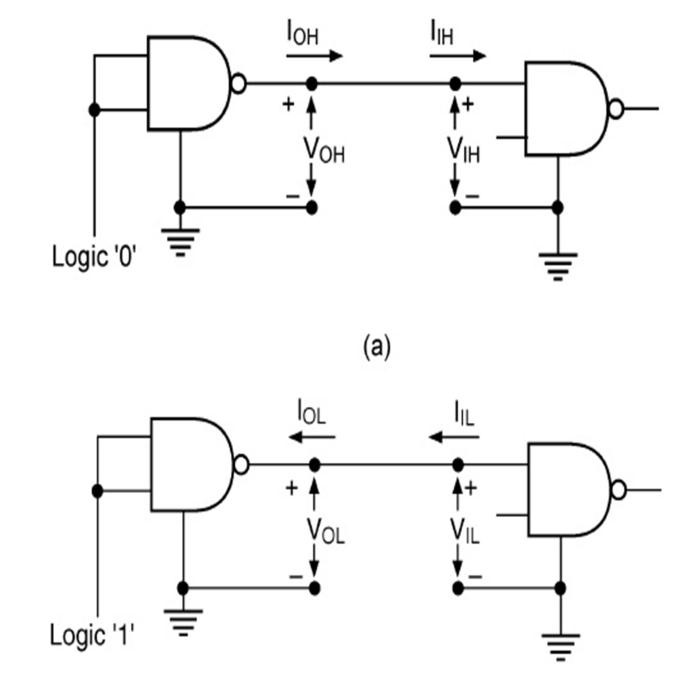 IOH IIH
+ +
VOH VIH
− −
Logic '0'
(a)
IOL IIL
+ +
VOL VIL
− −
Logic '1'